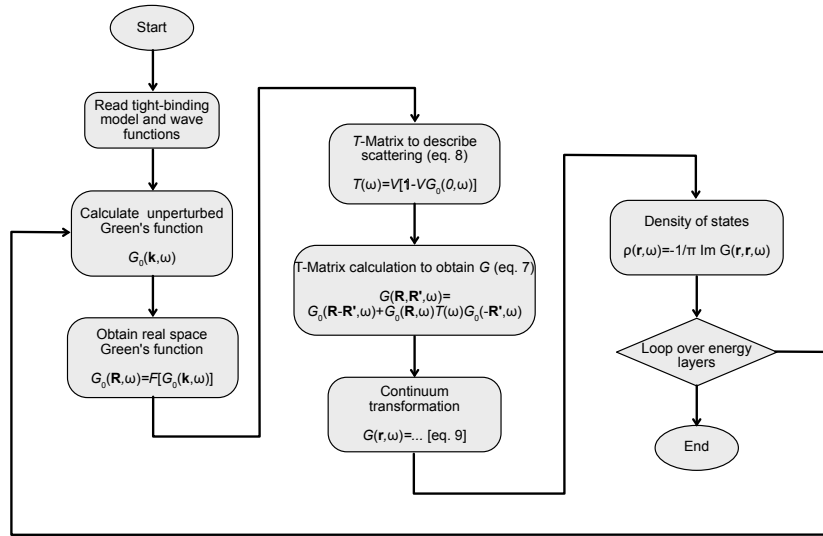 Start
Read tight-binding
model and wave
functions
Calculate unperturbed
Green's function
G₀(k,ω)
Obtain real space
Green's function
G₀(R,ω)=F[G₀(k,ω)]
T-Matrix to describe
scattering (eq. 8)
T(ω)=V[1-VG₀(0,ω)]
T-Matrix calculation to obtain G (eq. 7)
G(R,R',ω)=
G₀(R-R',ω)+G₀(R,ω)T(ω)G₀(-R',ω)
Continuum
transformation
G(r,ω)=... [eq. 9]
Density of states
ρ(r,ω)=-1/π Im G(r,r,ω)
Loop over energy
layers
End